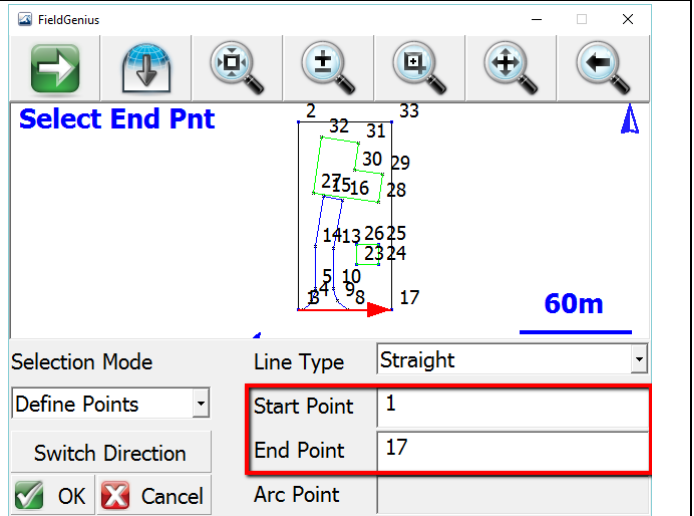 FieldGenius
Select End Pnt
2 33
32 31
30 29
27 15 16 28
14 13 26 25
23 24
5 10
1 3 4 9 8 17
60m
Selection Mode
Line Type Straight
Define Points
Start Point 1
Switch Direction
End Point 17
OK Cancel
Arc Point